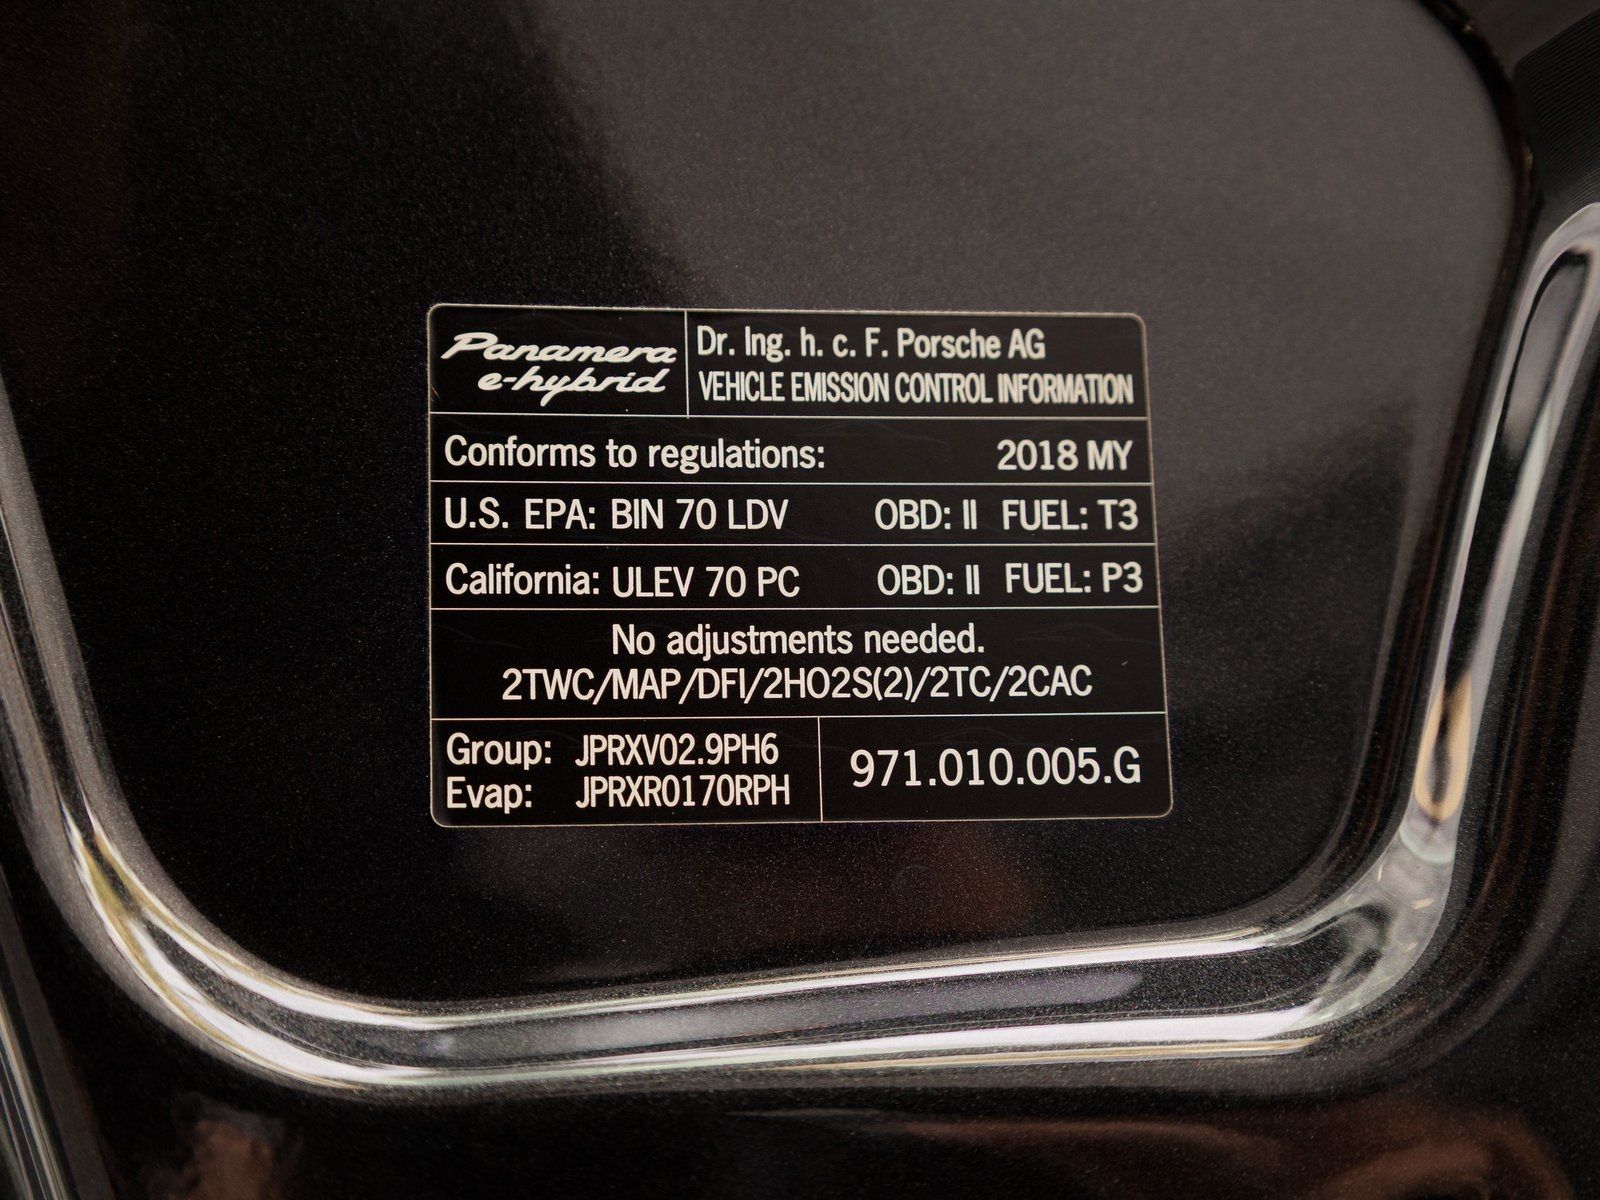 Panamera
e-hybrid
Dr. Ing. h. c. F. Porsche AG
VEHICLE EMISSION CONTROL INFORMATION
Conforms to regulations: 2018 MY
U.S. EPA: BIN 70 LDV OBD: II FUEL: T3
California: ULEV 70 PC OBD: II FUEL: P3
No adjustments needed.
2TWC/MAP/DFI/2HO2S(2)/2TC/2CAC
Group: JPRXV02.9PH6
Evap: JPRXR0170RPH
971.010.005.G